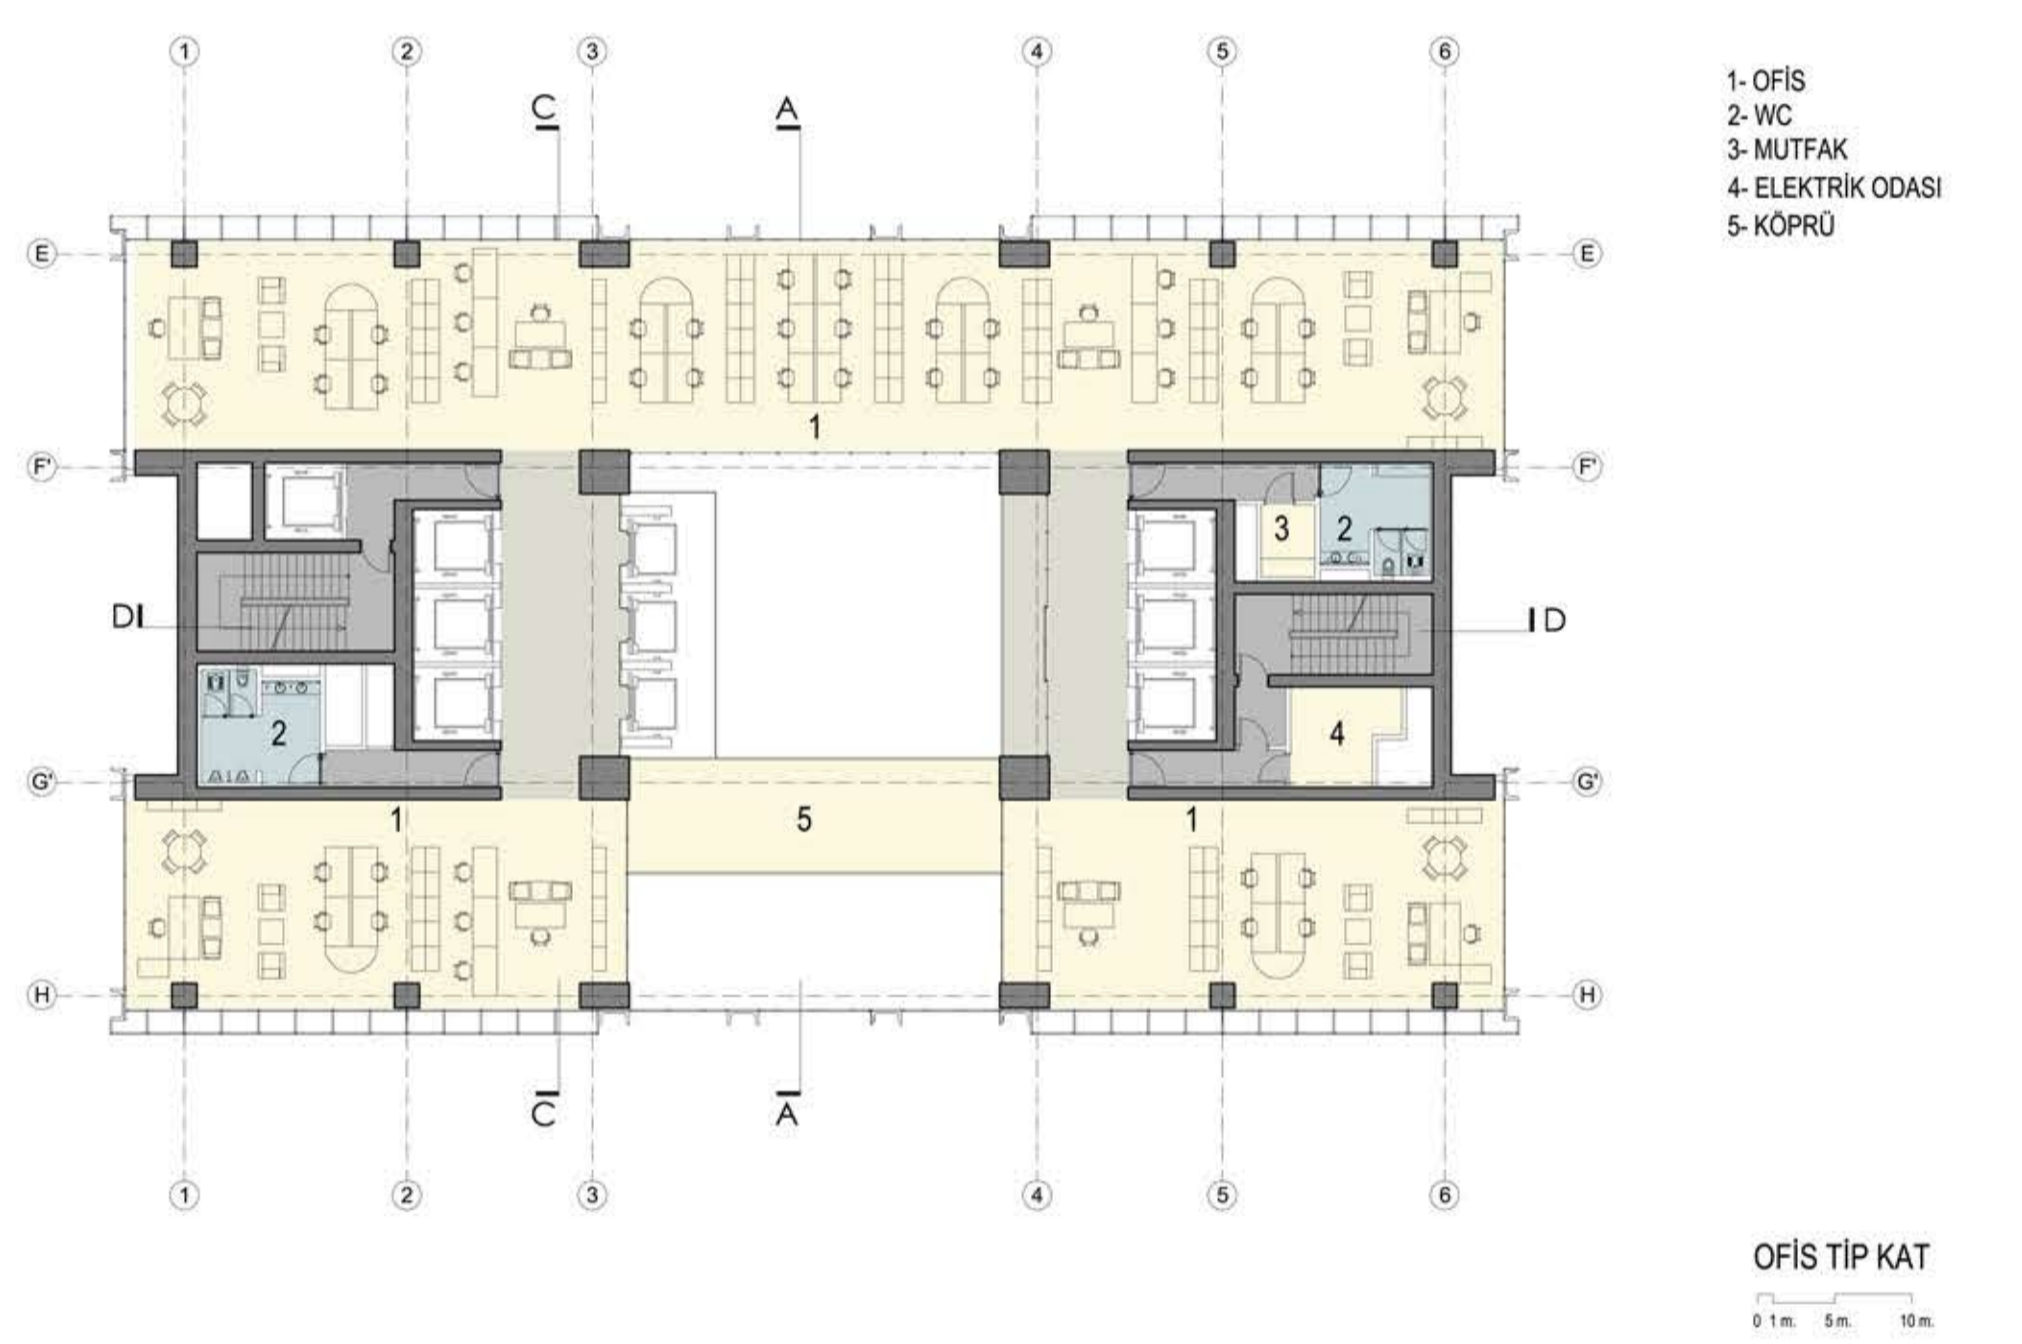 1 2 3 4 5 6
C A
1- OFİS
2- WC
3- MUTFAK
4- ELEKTRİK ODASI
5- KÖPRÜ
E E
1
F' F'
3 2
D D
2 4
G' G'
1 5 1
H H
C A
1 2 3 4 5 6
OFİS TİP KAT
0 1 m. 5 m. 10 m.